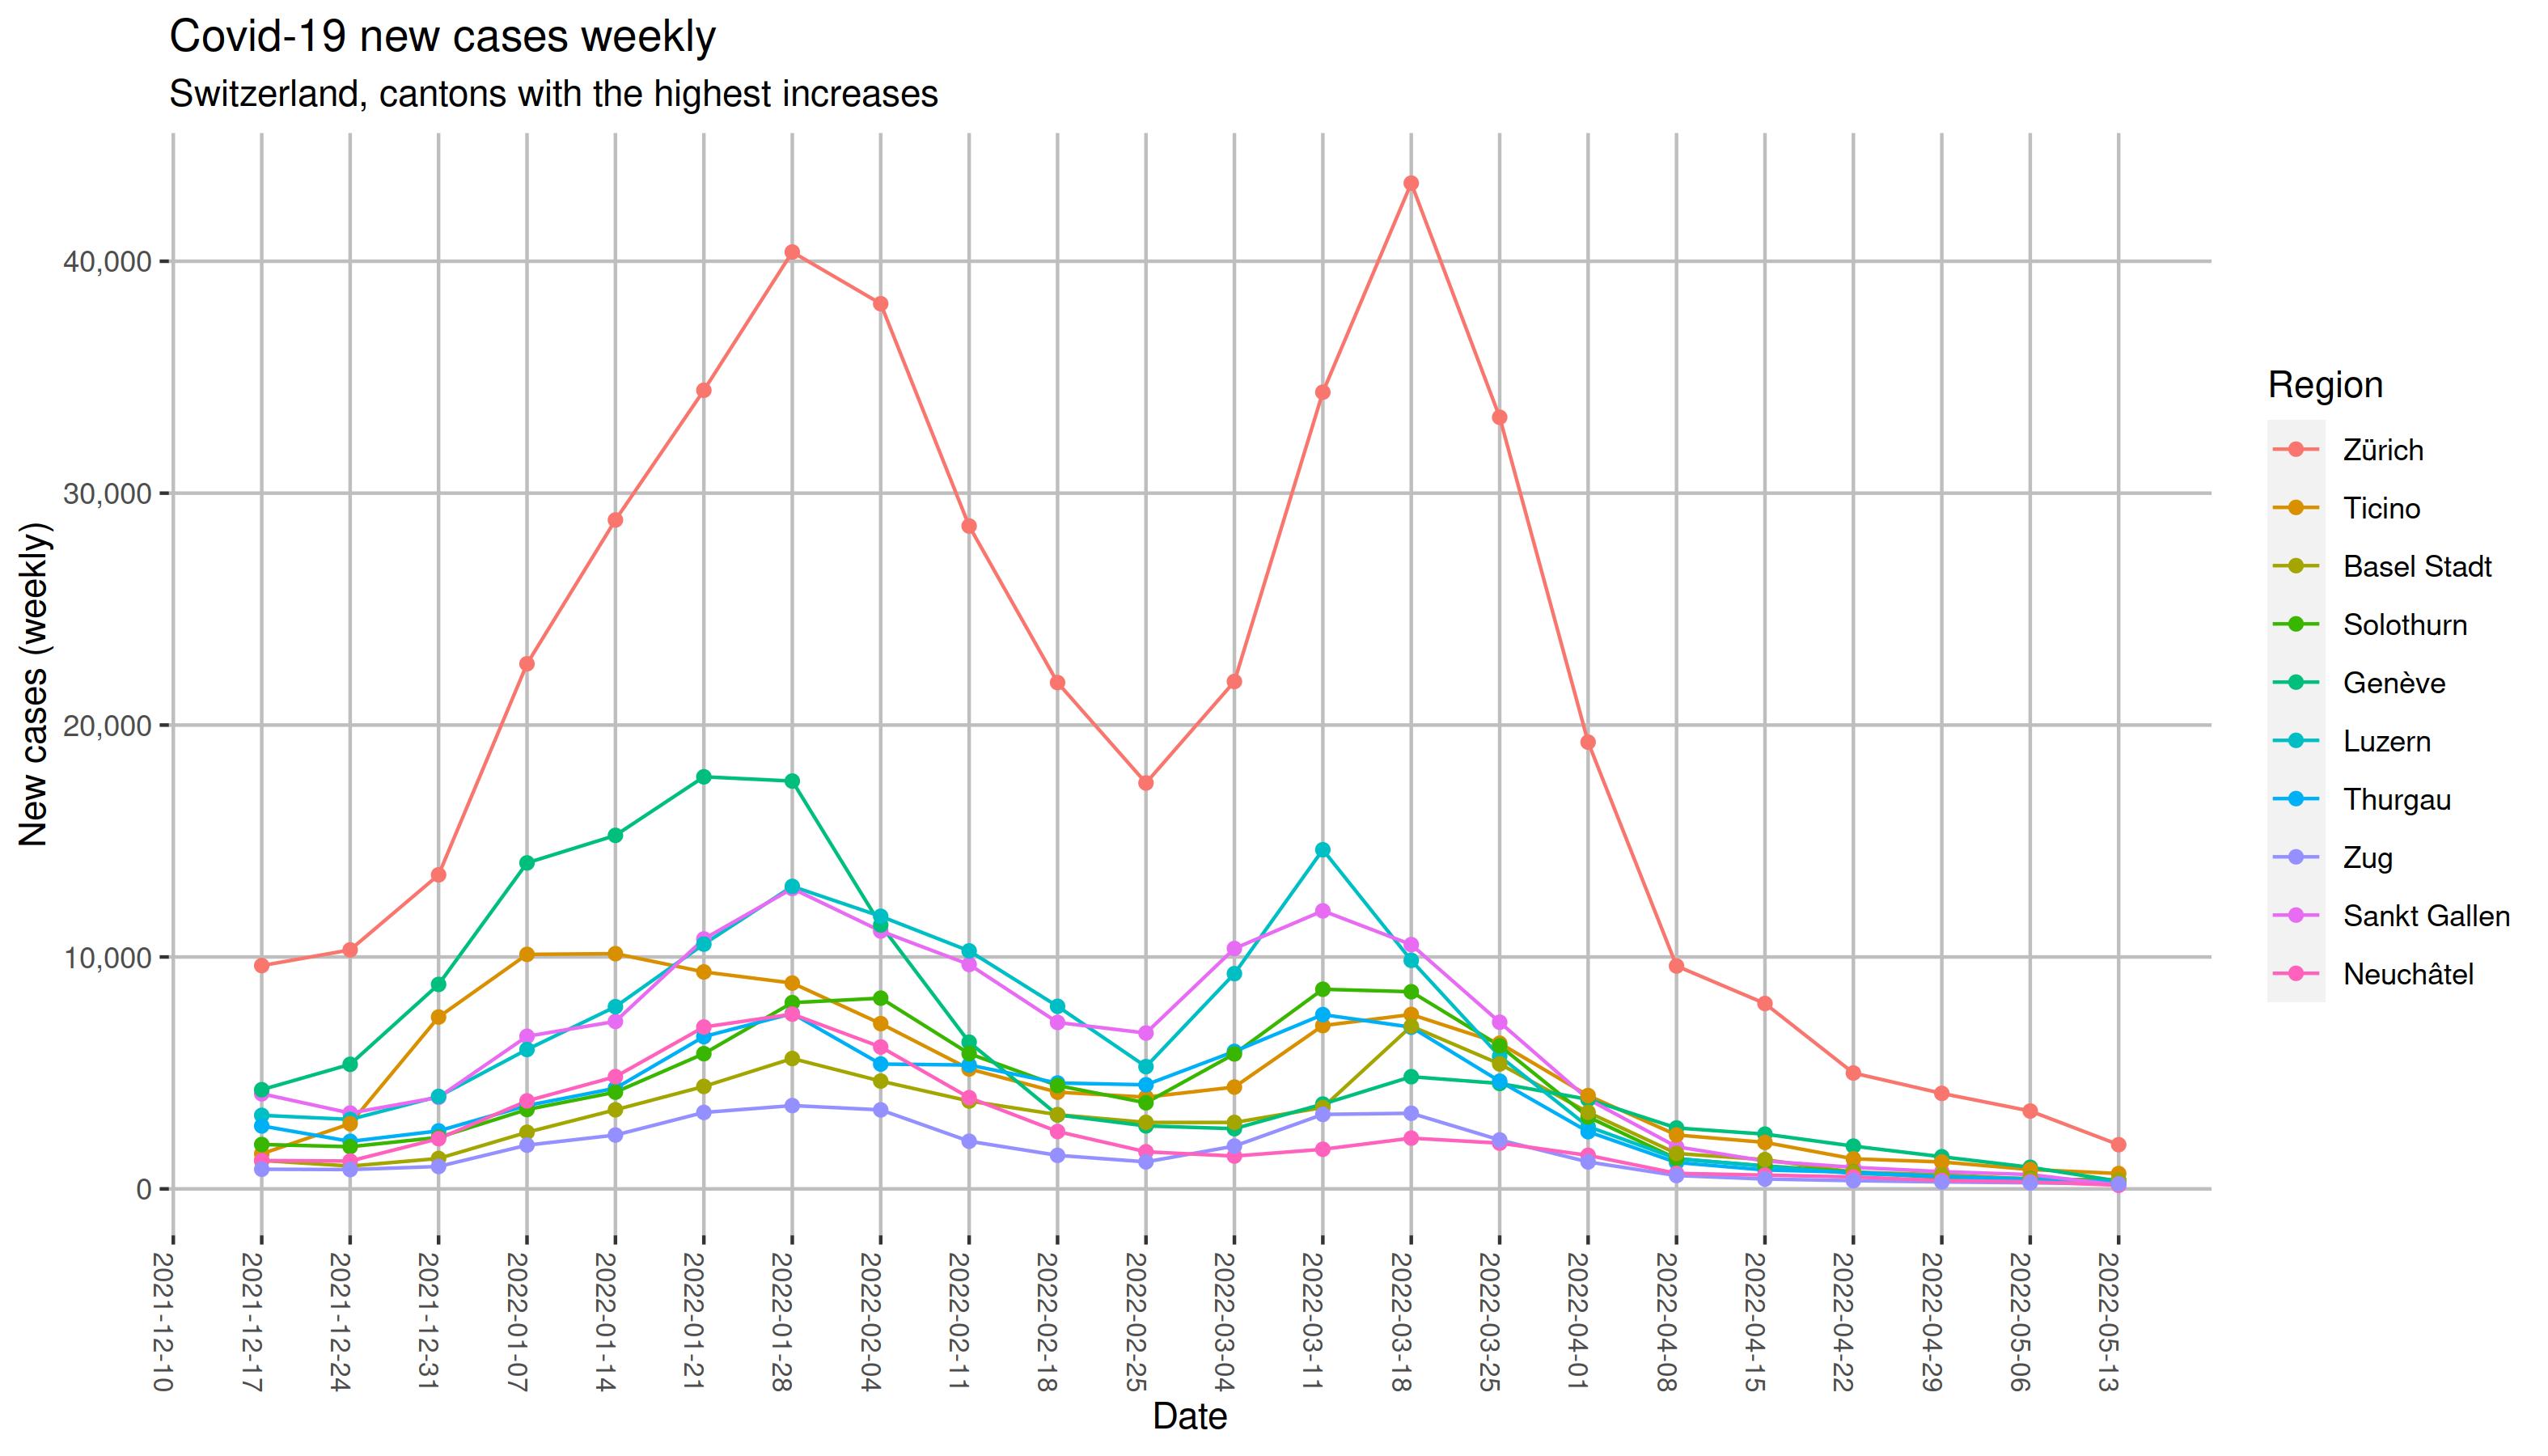 Covid-19 new cases weekly
Switzerland, cantons with the highest increases
New cases (weekly)
40,000
30,000
20,000
10,000
0
2021-12-10
2021-12-17
2021-12-24
2021-12-31
2022-01-07
2022-01-14
2022-01-21
2022-01-28
2022-02-04
2022-02-11
2022-02-18
2022-02-25
2022-03-04
2022-03-11
2022-03-18
2022-03-25
2022-04-01
2022-04-08
2022-04-15
2022-04-22
2022-04-29
2022-05-06
2022-05-13
Date
Region
Zürich
Ticino
Basel Stadt
Solothurn
Genève
Luzern
Thurgau
Zug
Sankt Gallen
Neuchâtel